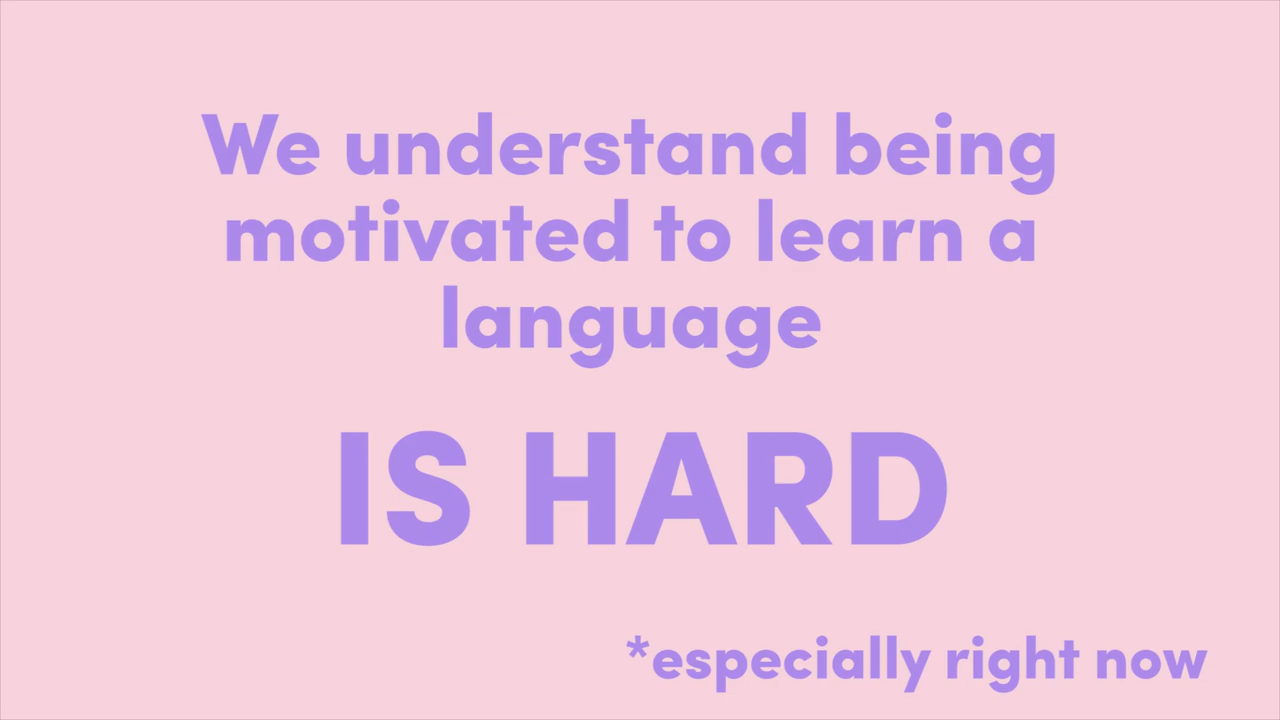 We understand being
motivated to learn a
language
IS HARD
*especially right now